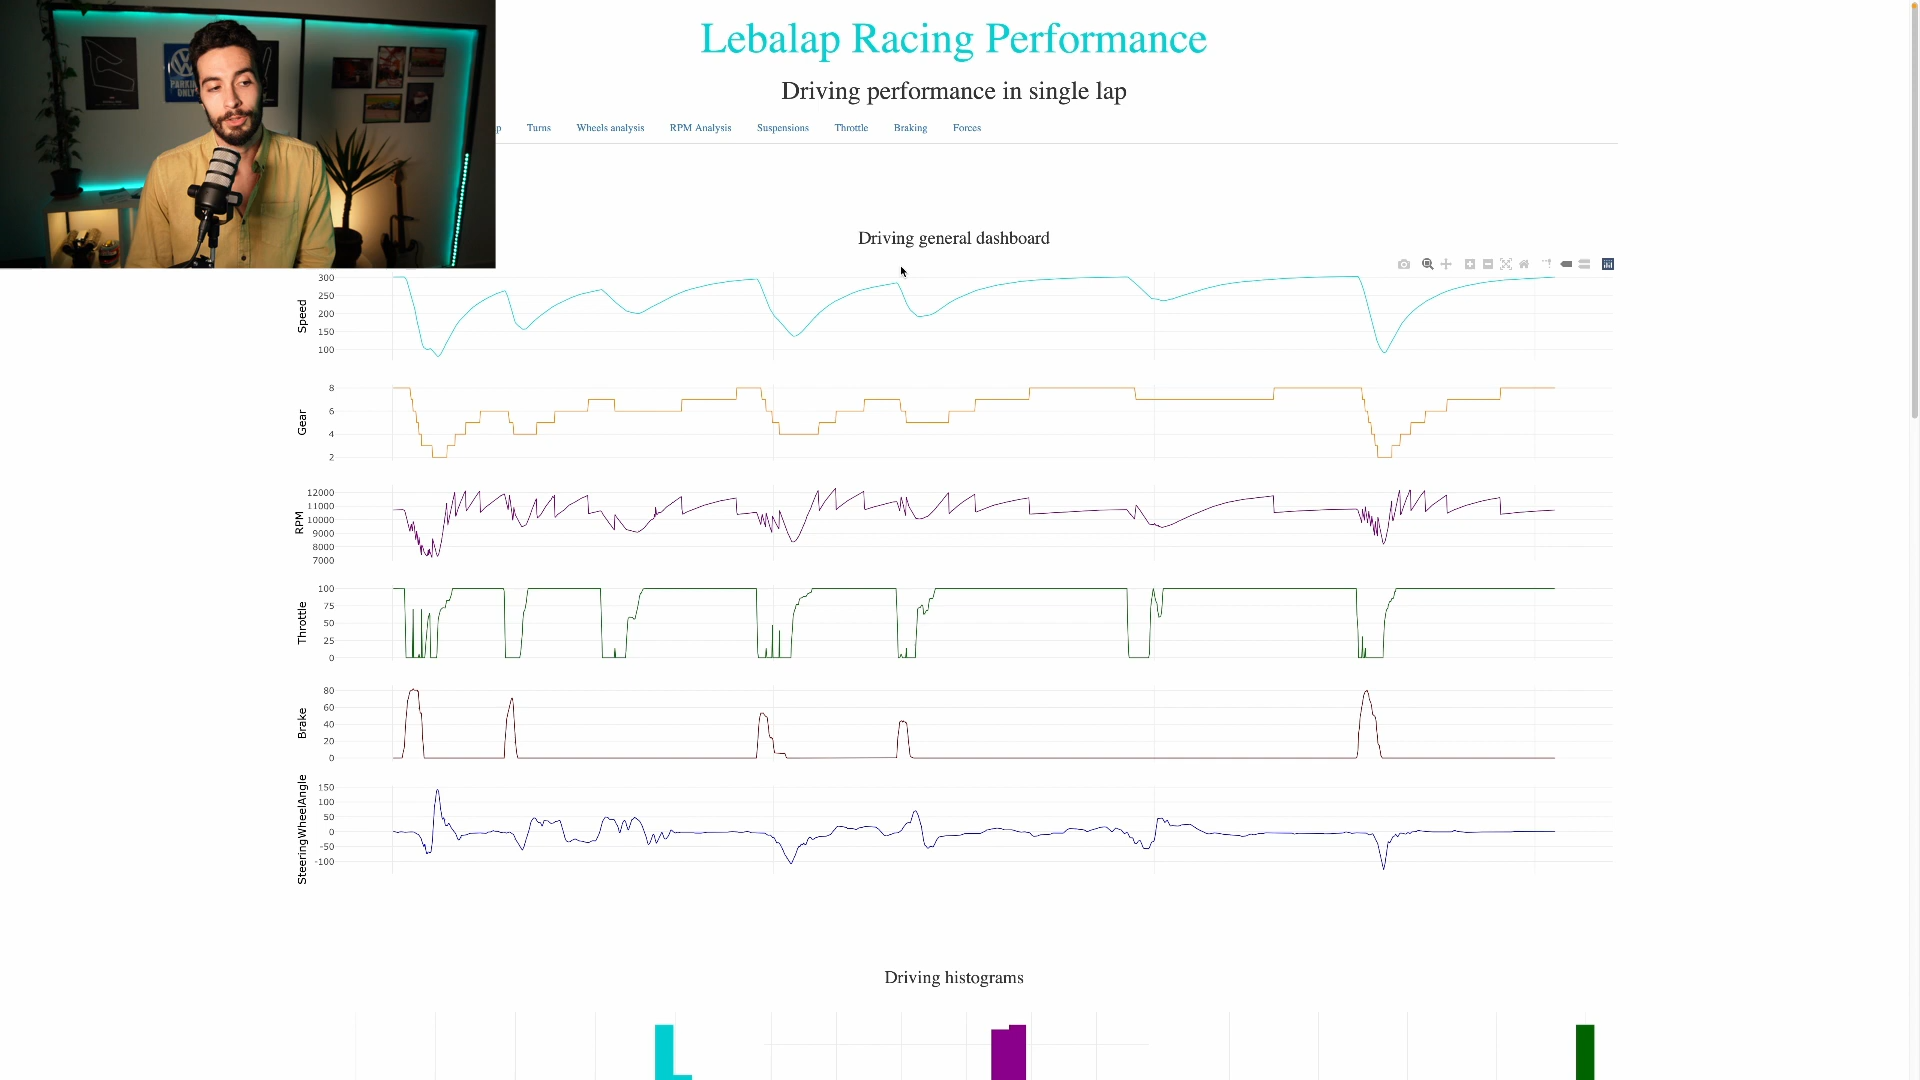 Lebalap Racing Performance
Driving performance in single lap
p Turns Wheels analysis RPM Analysis Suspensions Throttle Braking Forces
PARKING
ONLY
Driving general dashboard
Speed
300
250
200
150
100
Gear
8
6
4
2
RPM
12000
11000
10000
9000
8000
7000
Throttle
100
75
50
25
0
Brake
80
60
40
20
0
SteeringWheelAngle
150
100
50
0
-50
-100
Driving histograms